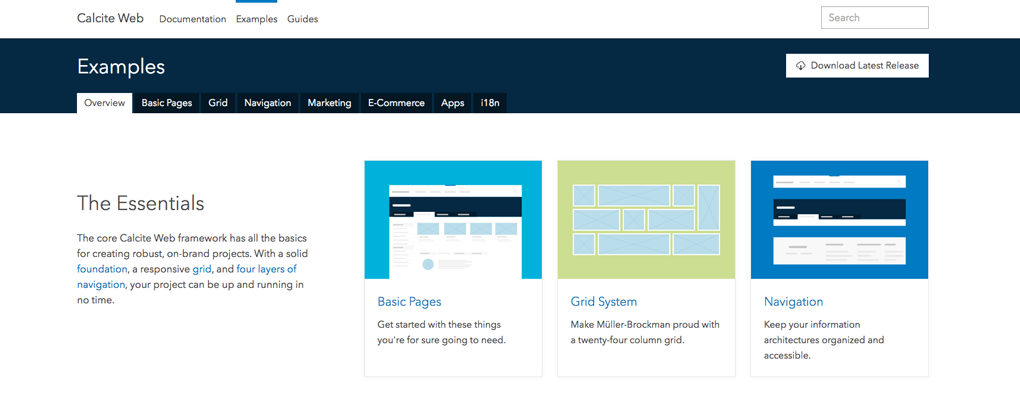 Calcite Web Documentation Examples Guides Search
Examples
Download Latest Release
Overview Basic Pages Grid Navigation Marketing E-Commerce Apps i18n
The Essentials
The core Calcite Web framework has all the basics
for creating robust, on-brand projects. With a solid
foundation, a responsive grid, and four layers of
navigation, your project can be up and running in
no time.
Basic Pages
Get started with these things
you're for sure going to need.
Grid System
Make Müller-Brockman proud with
a twenty-four column grid.
Navigation
Keep your information
architectures organized and
accessible.